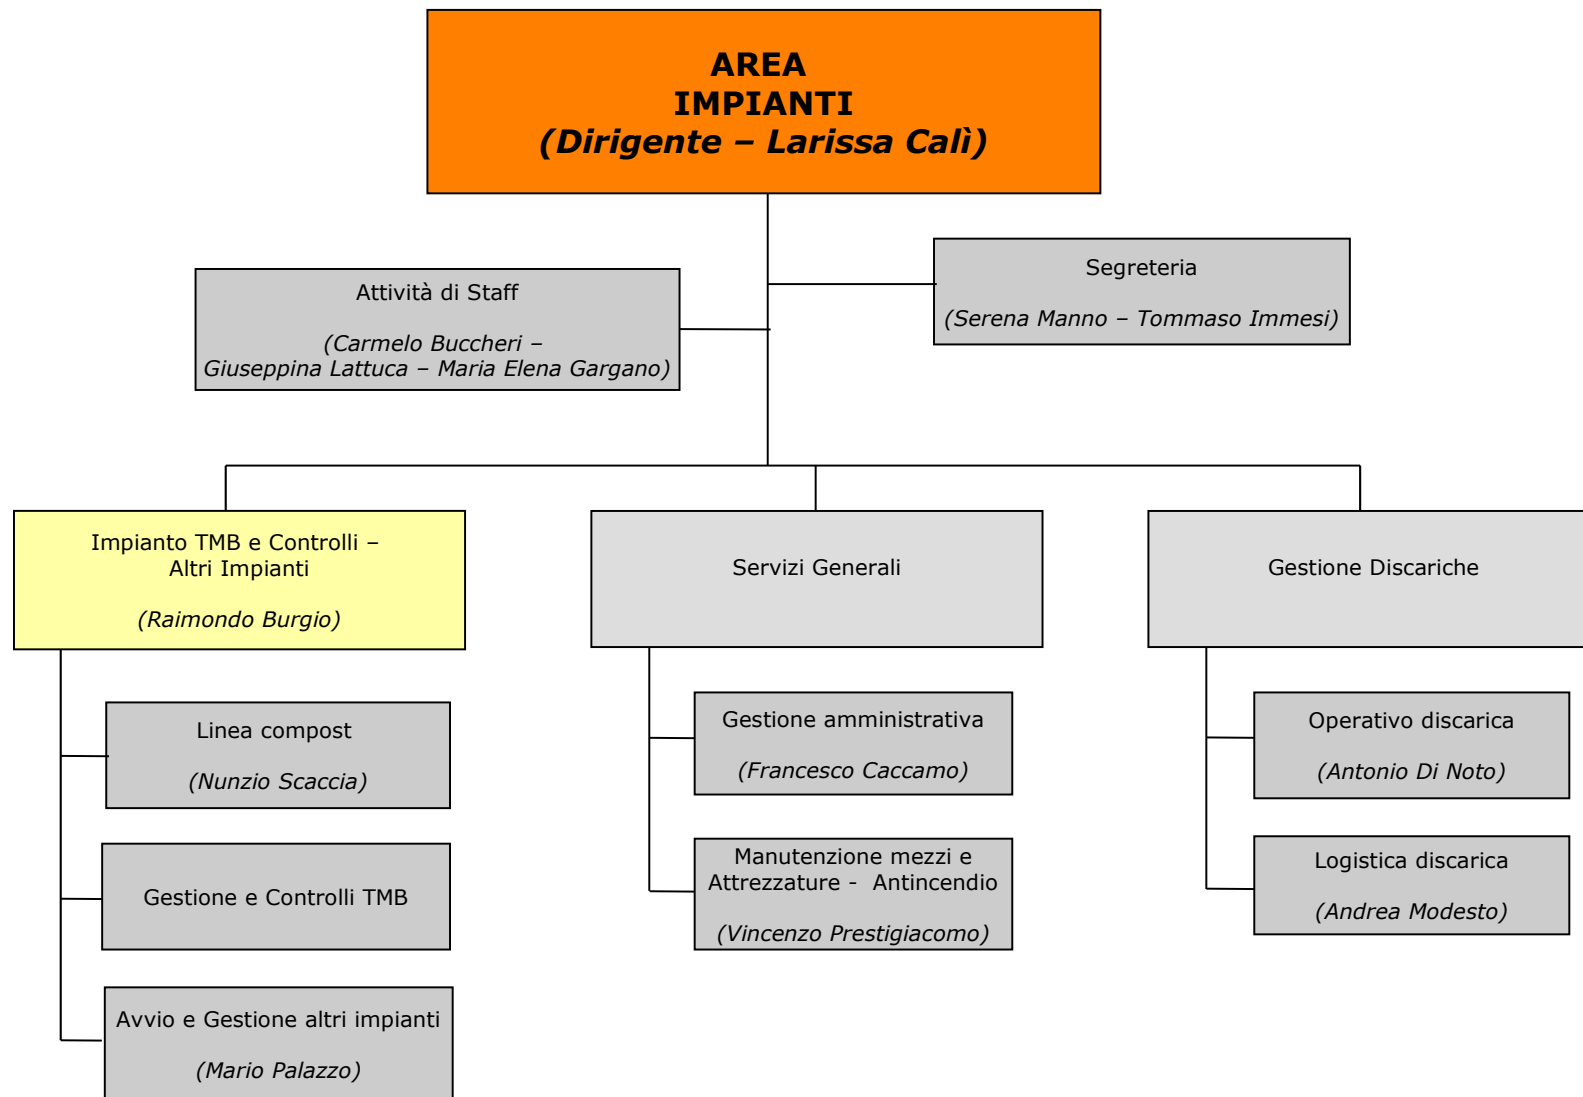 AREA
IMPIANTI
(Dirigente – Larissa Calì)
Segreteria
(Serena Manno – Tommaso Immesi)
Attività di Staff
(Carmelo Buccheri –
Giuseppina Lattuca – Maria Elena Gargano)
Impianto TMB e Controlli –
Altri Impianti
(Raimondo Burgio)
Servizi Generali
Gestione Discariche
Linea compost
(Nunzio Scaccia)
Gestione e Controlli TMB
Avvio e Gestione altri impianti
(Mario Palazzo)
Gestione amministrativa
(Francesco Caccamo)
Manutenzione mezzi e
Attrezzature - Antincendio
(Vincenzo Prestigiacomo)
Operativo discarica
(Antonio Di Noto)
Logistica discarica
(Andrea Modesto)